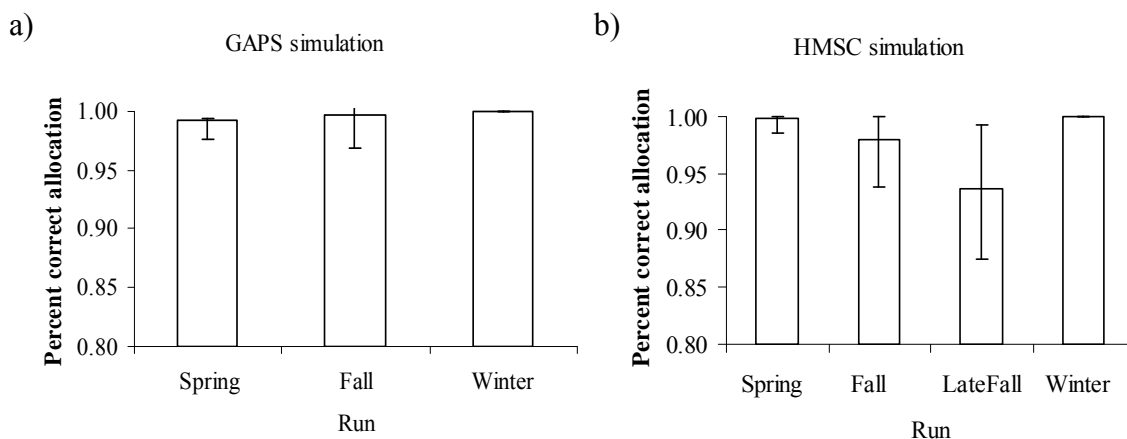 a)
GAPS simulation
Percent correct allocation
1.00
0.95
0.90
0.85
0.80
Spring Fall Winter
Run
b)
HMSC simulation
Percent correct allocation
1.00
0.95
0.90
0.85
0.80
Spring Fall LateFall Winter
Run